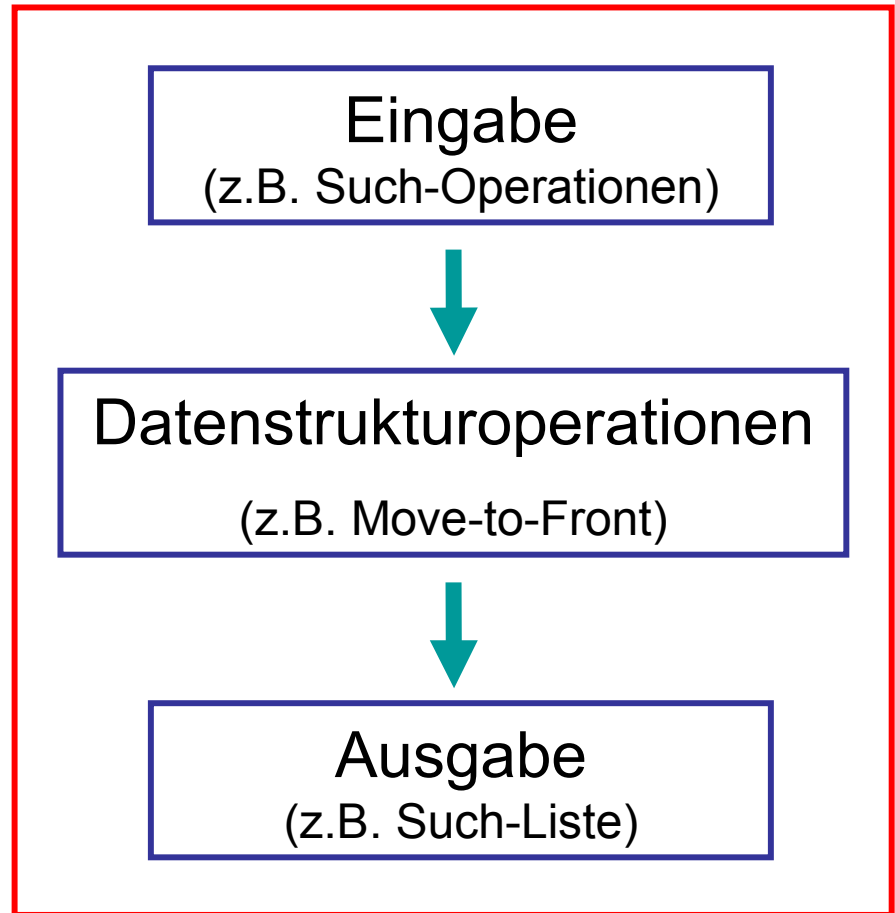 Eingabe
(z.B. Such-Operationen)
Datenstrukturoperationen
(z.B. Move-to-Front)
Ausgabe
(z.B. Such-Liste)